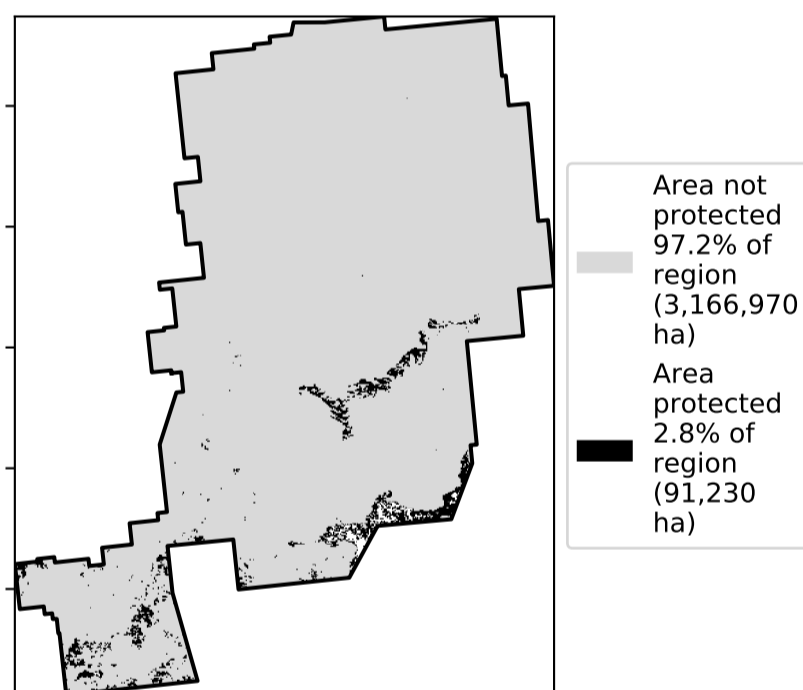 Area not
protected
97.2% of
region
(3,166,970
ha)
Area
protected
2.8% of
region
(91,230
ha)